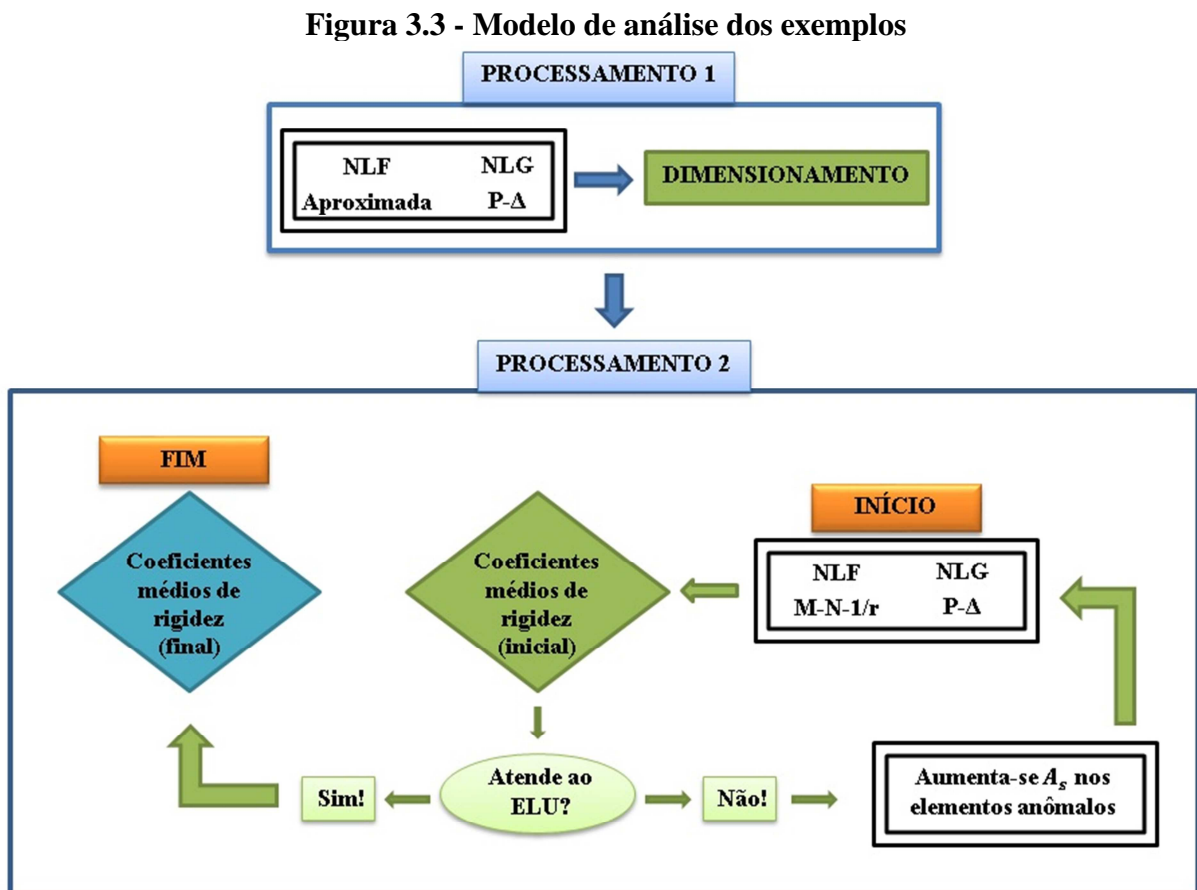 Figura 3.3 - Modelo de análise dos exemplos
PROCESSAMENTO 1
NLF NLG
Aproximada P-Δ
DIMENSIONAMENTO
PROCESSAMENTO 2
FIM
Coeficientes
médios de
rigidez
(final)
Coeficientes
médios de
rigidez
(inicial)
INÍCIO
NLF NLG
M-N-1/r P-Δ
Sim!
Atende ao
ELU?
Não!
Aumenta-se A_s nos
elementos anômalos